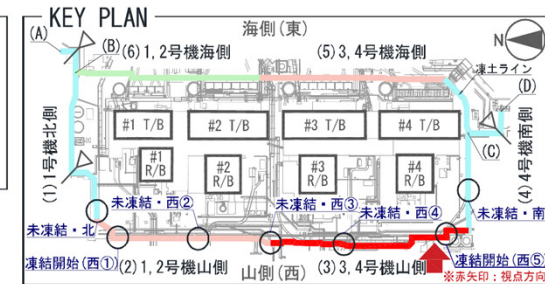 KEY PLAN
海側(東)
N
(A)
(B)
(6)1,2号機海側
(5)3,4号機海側
凍土ライン
(D)
#1 T/B
#2 T/B
#3 T/B
#4 T/B
(C)
(1)1号機北側
(4)4号機南側
#1
R/B
#2
R/B
#3
R/B
#4
R/B
未凍結・西②
未凍結・西③
未凍結・西④
未凍結・南
未凍結・北
凍結開始(西①)
(2)1,2号機山側
山側(西)
(3)3,4号機山側
凍結開始(西⑤)
※赤矢印:視点方向